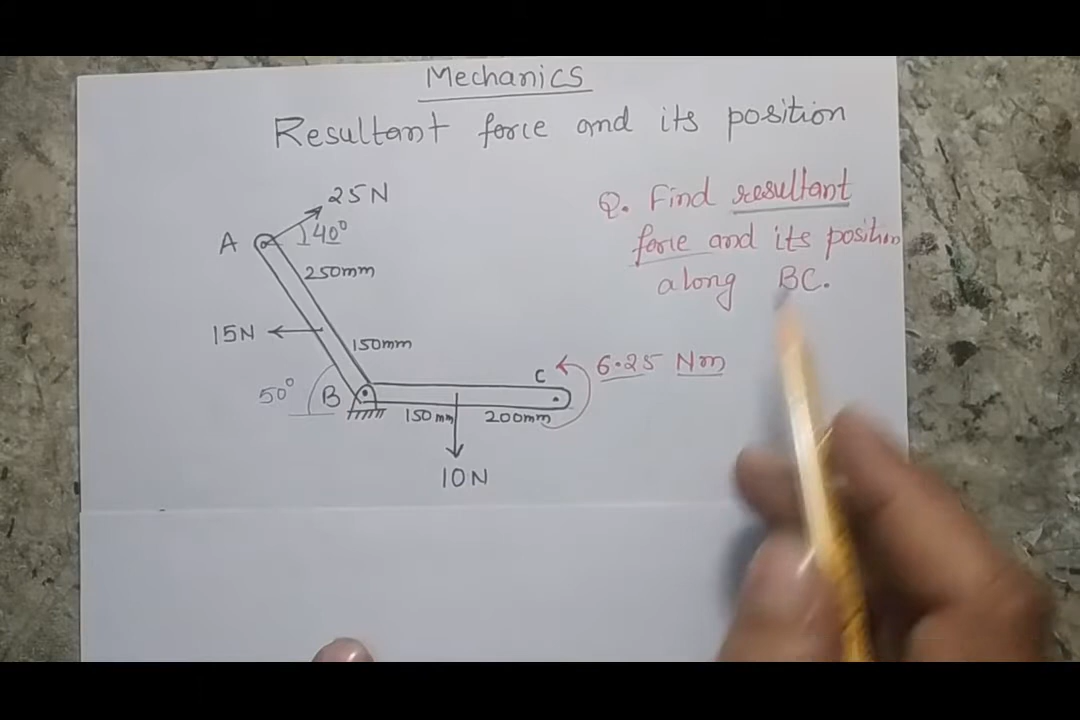 Mechanics
Resultant force and its position
25N
A
40°
250mm
15N
150mm
50°
B
C
150mm
200mm
10N
6.25 Nm
Q. Find resultant
force and its position
along BC.